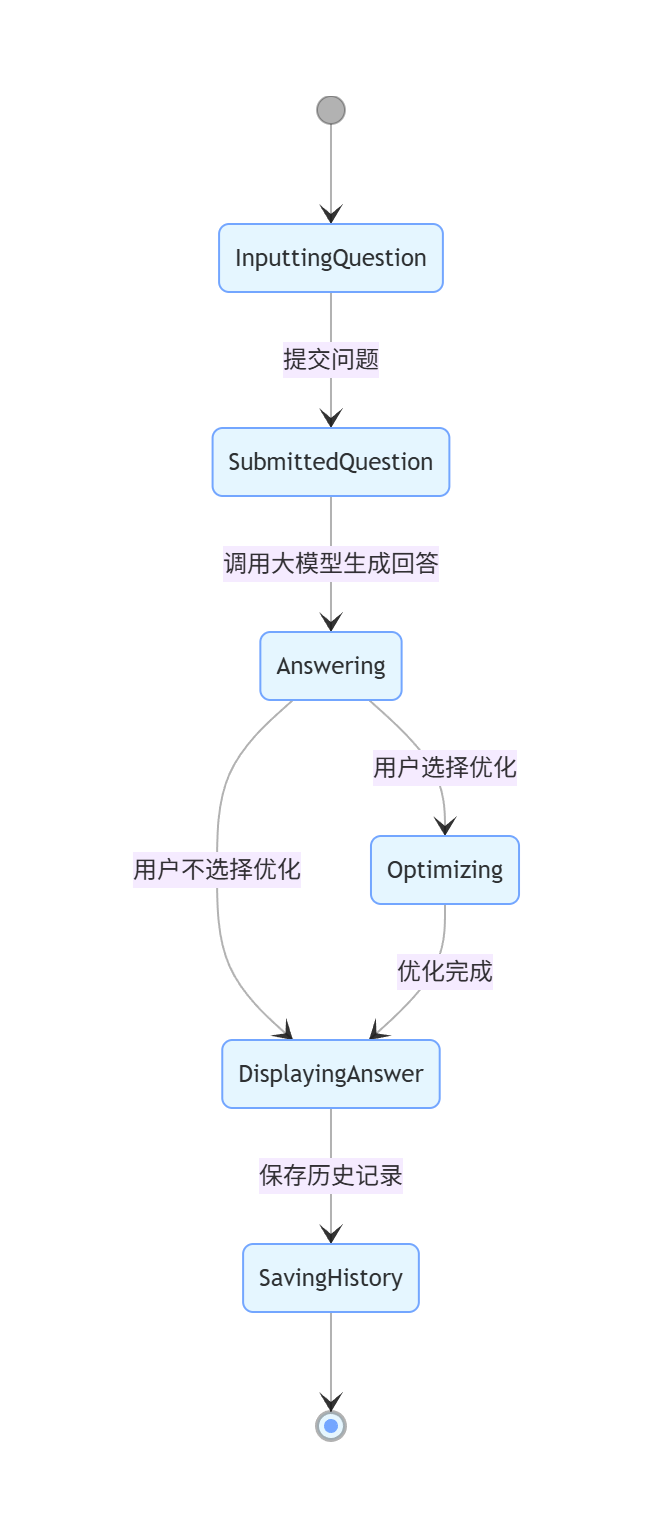 InputtingQuestion
提交问题
SubmittedQuestion
调用大模型生成回答
Answering
用户选择优化
用户不选择优化
Optimizing
优化完成
DisplayingAnswer
保存历史记录
SavingHistory